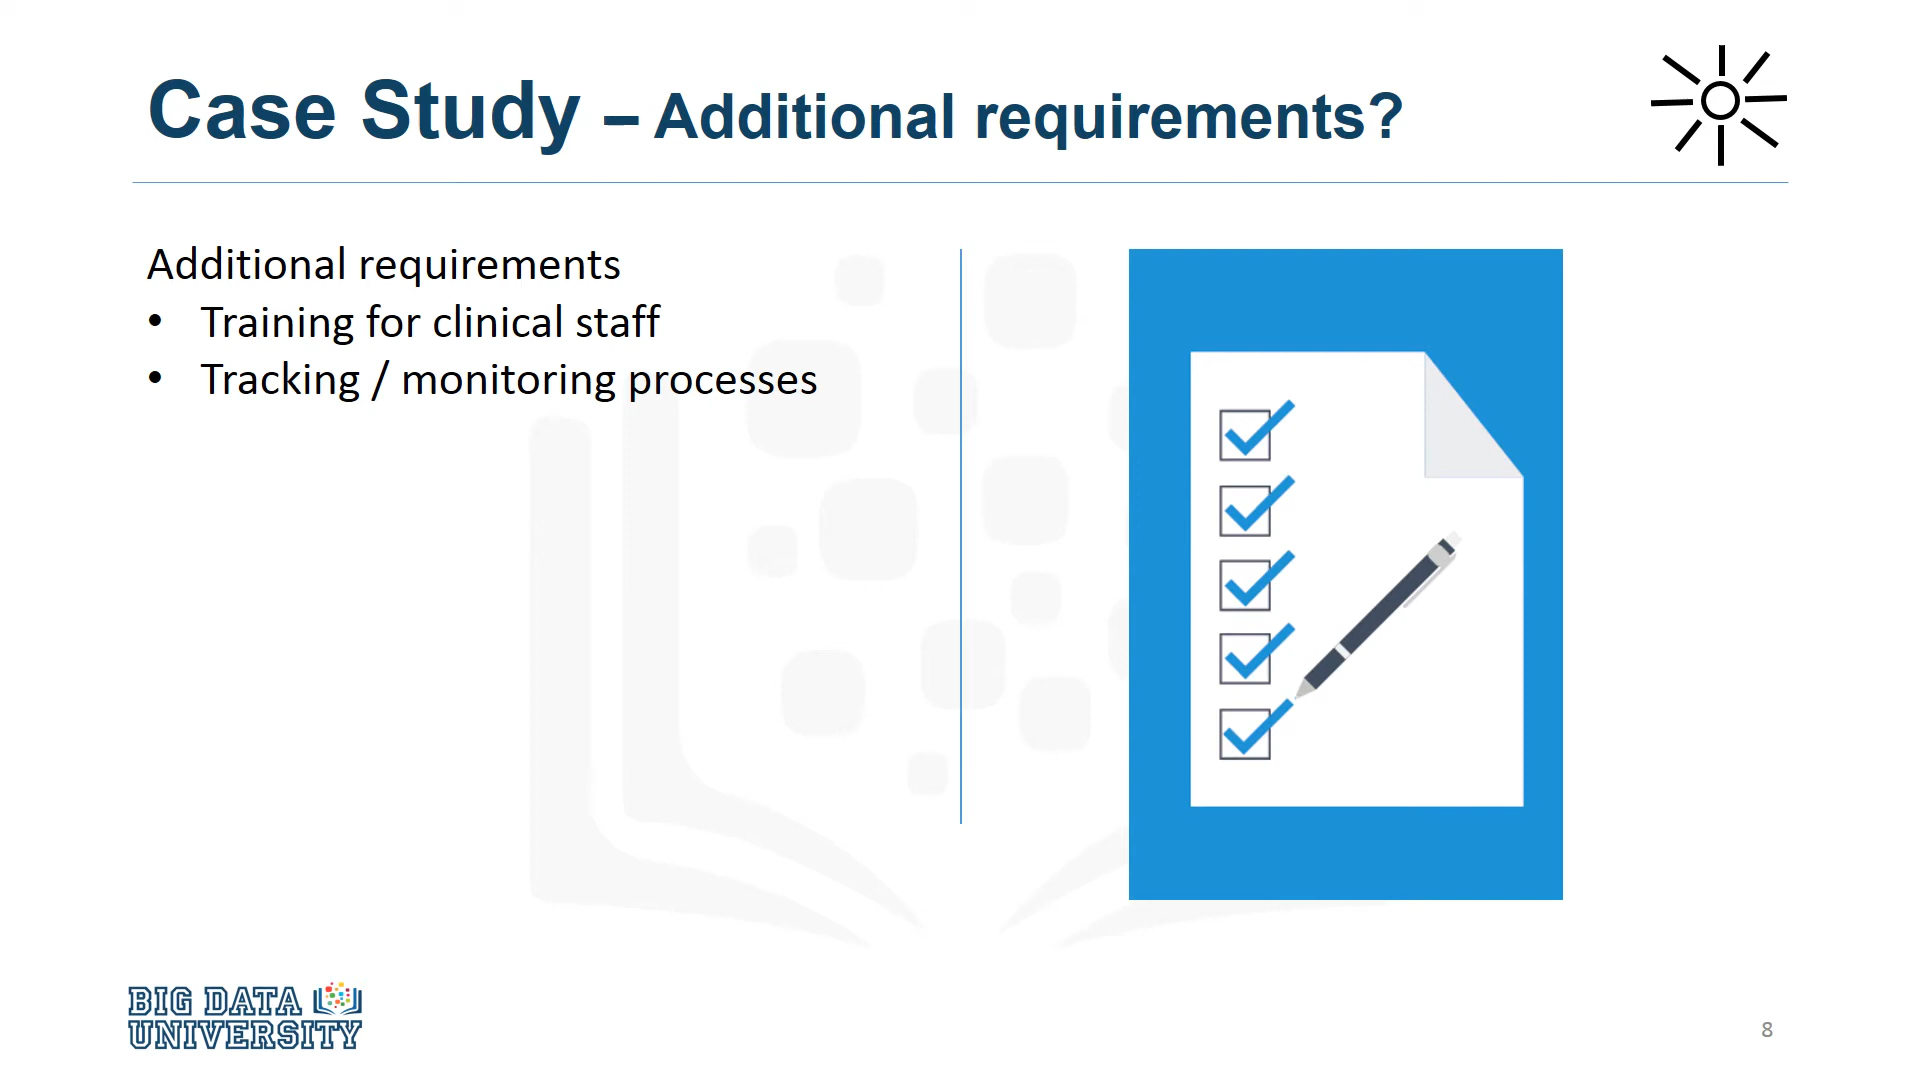 Case Study – Additional requirements?
Additional requirements
• Training for clinical staff
• Tracking / monitoring processes
BIG DATA
UNIVERSITY
8